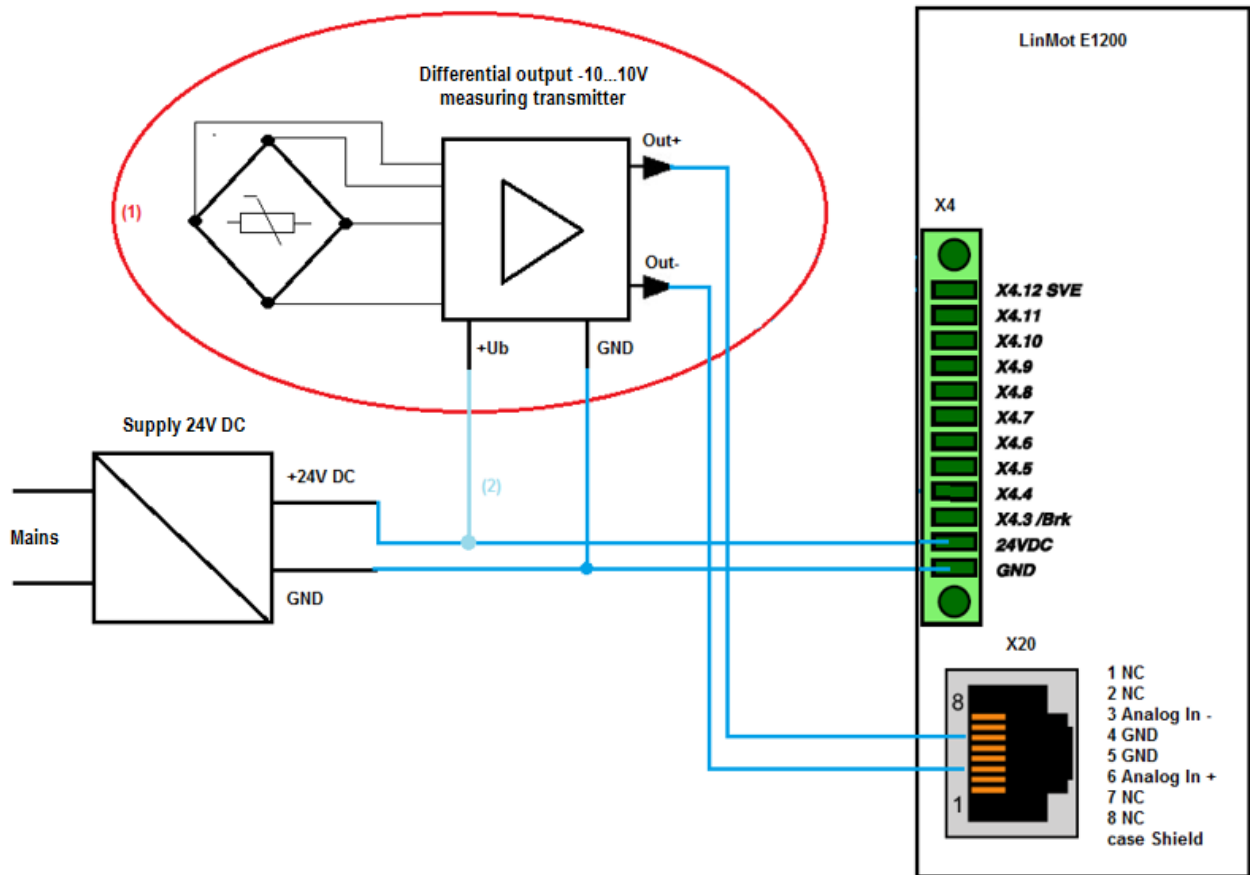 LinMot E1200
Differential output -10...10V
measuring transmitter
Out+
(1)
X4
Out-
X4.12 SVE
X4.11
X4.10
X4.9
X4.8
X4.7
X4.6
X4.5
X4.4
X4.3 /Brk
24VDC
GND
+Ub
GND
Supply 24V DC
+24V DC
(2)
Mains
GND
X20
8
1
1 NC
2 NC
3 Analog In -
4 GND
5 GND
6 Analog In +
7 NC
8 NC
case Shield